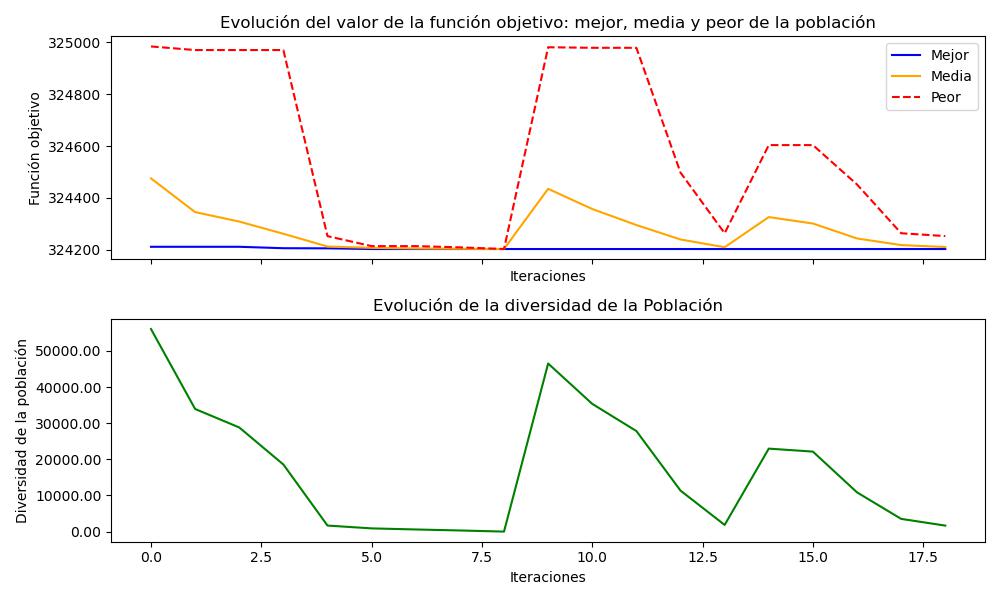 Evolución del valor de la función objetivo: mejor, media y peor de la población
325000
324800
324600
324400
324200
Función objetivo
Mejor
Media
Peor
Iteraciones
Evolución de la diversidad de la Población
50000.00
40000.00
30000.00
20000.00
10000.00
0.00
Diversidad de la población
0.0 2.5 5.0 7.5 10.0 12.5 15.0 17.5
Iteraciones